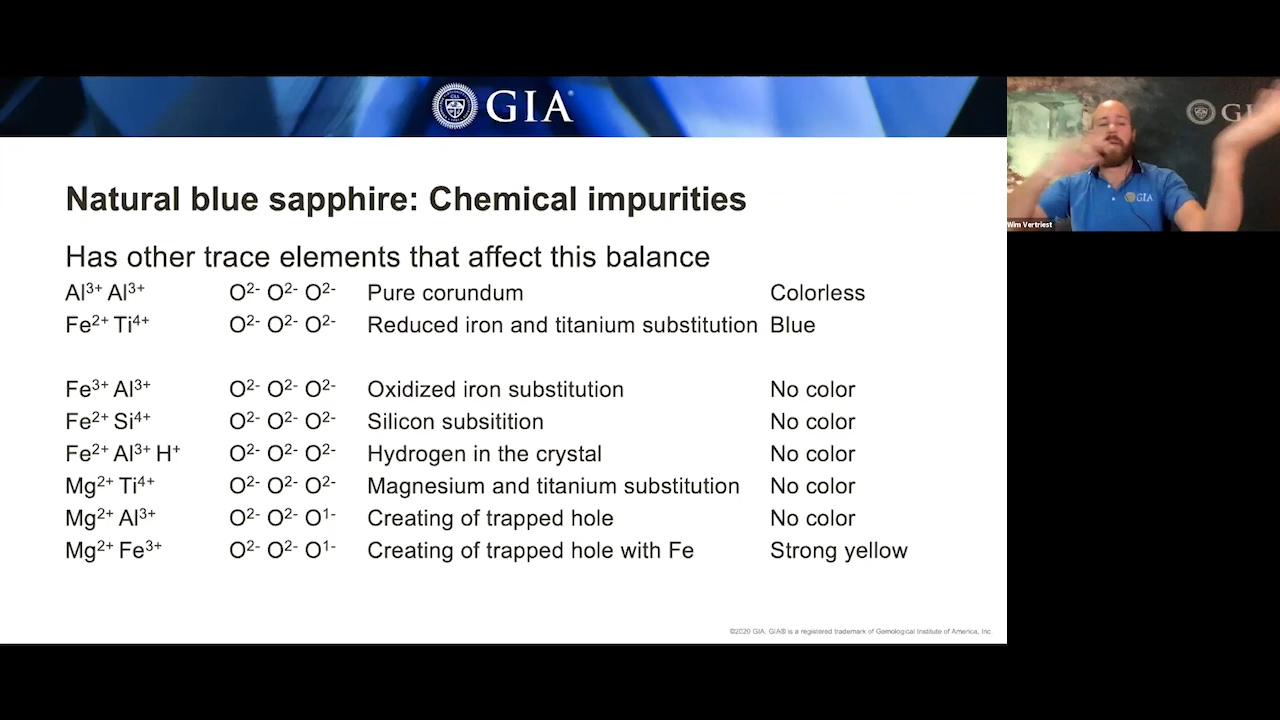 GIA®
Natural blue sapphire: Chemical impurities
Has other trace elements that affect this balance
Al³⁺ Al³⁺ O²⁻ O²⁻ O²⁻ Pure corundum Colorless
Fe²⁺ Ti⁴⁺ O²⁻ O²⁻ O²⁻ Reduced iron and titanium substitution Blue
Fe³⁺ Al³⁺ O²⁻ O²⁻ O²⁻ Oxidized iron substitution No color
Fe²⁺ Si⁴⁺ O²⁻ O²⁻ O²⁻ Silicon subsitition No color
Fe²⁺ Al³⁺ H⁺ O²⁻ O²⁻ O²⁻ Hydrogen in the crystal No color
Mg²⁺ Ti⁴⁺ O²⁻ O²⁻ O²⁻ Magnesium and titanium substitution No color
Mg²⁺ Al³⁺ O²⁻ O²⁻ O¹⁻ Creating of trapped hole No color
Mg²⁺ Fe³⁺ O²⁻ O²⁻ O¹⁻ Creating of trapped hole with Fe Strong yellow
©2020 GIA. GIA® is a registered trademark of Gemological Institute of America, Inc
GI
GIA
Wim Vertriest